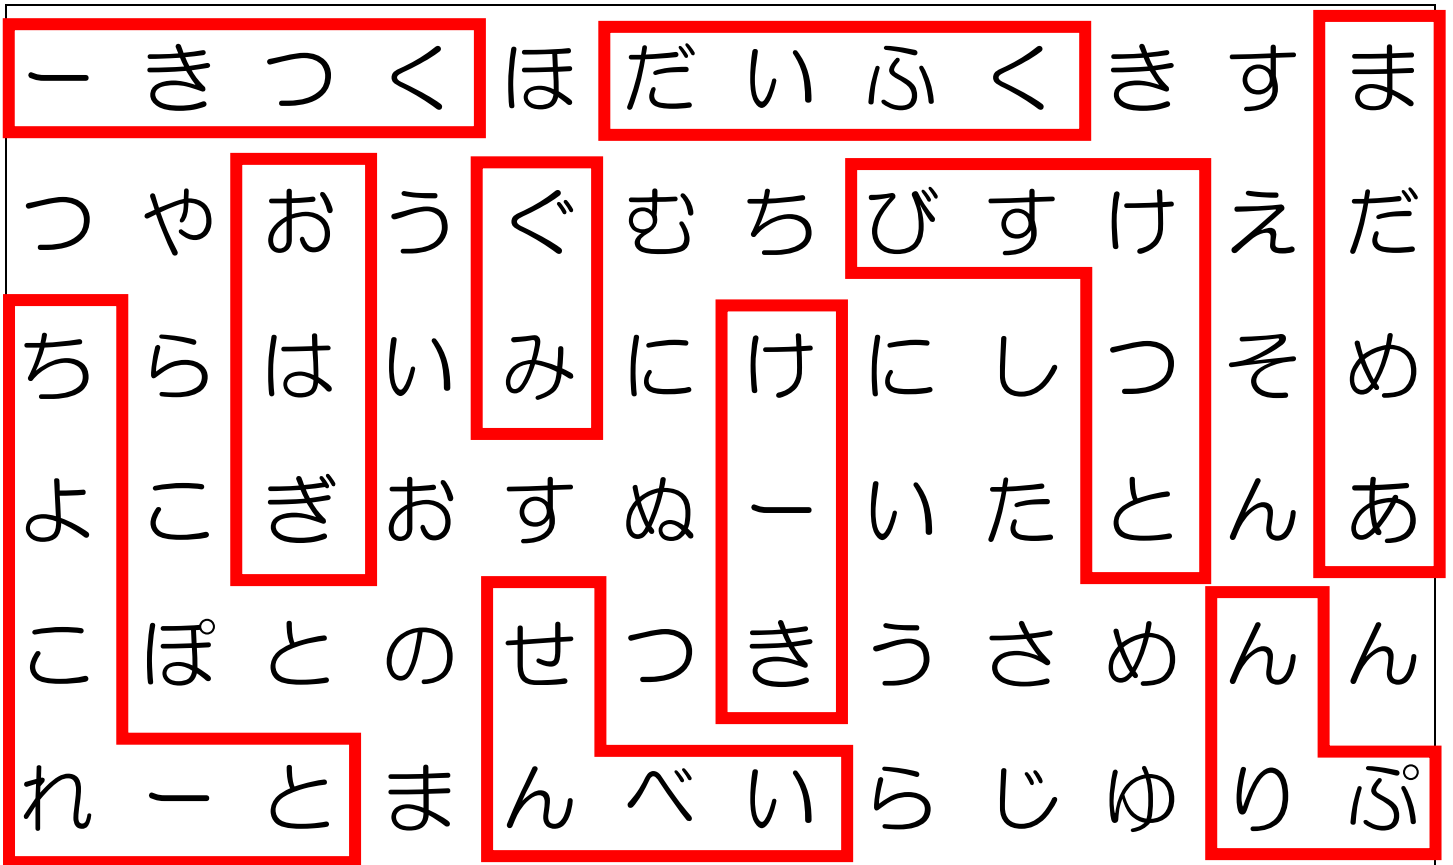 ーきつくほだいふくきすま
つやおうぐむちびすけえだ
ちらはいみにけにしつそめ
よこぎおすぬーいたとんあ
こぽとのせつきうさめんん
れーとまんべいらじゆりぷ